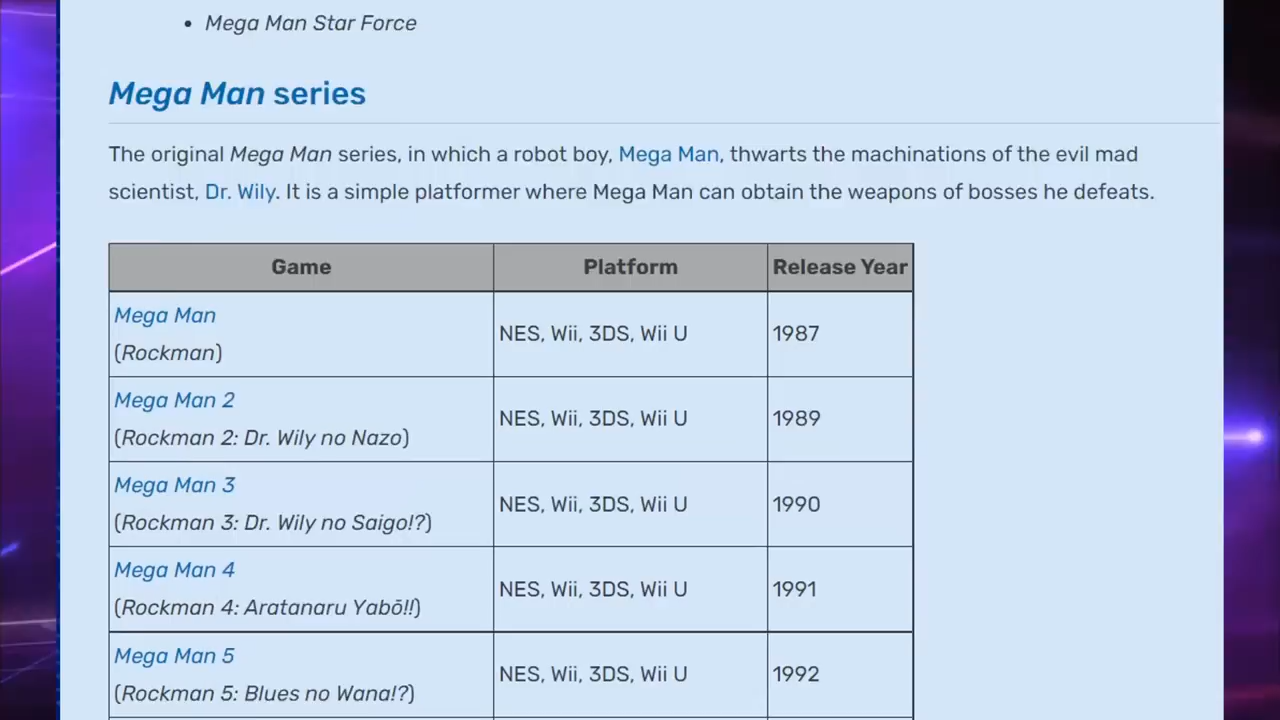 Mega Man Star Force
Mega Man series
The original Mega Man series, in which a robot boy, Mega Man, thwarts the machinations of the evil mad
scientist, Dr. Wily. It is a simple platformer where Mega Man can obtain the weapons of bosses he defeats.
Game Platform Release Year
Mega Man
(Rockman)
NES, Wii, 3DS, Wii U
1987
Mega Man 2
(Rockman 2: Dr. Wily no Nazo)
NES, Wii, 3DS, Wii U
1989
Mega Man 3
(Rockman 3: Dr. Wily no Saigo!?)
NES, Wii, 3DS, Wii U
1990
Mega Man 4
(Rockman 4: Aratanaru Yabō!!)
NES, Wii, 3DS, Wii U
1991
Mega Man 5
(Rockman 5: Blues no Wana!?)
NES, Wii, 3DS, Wii U
1992